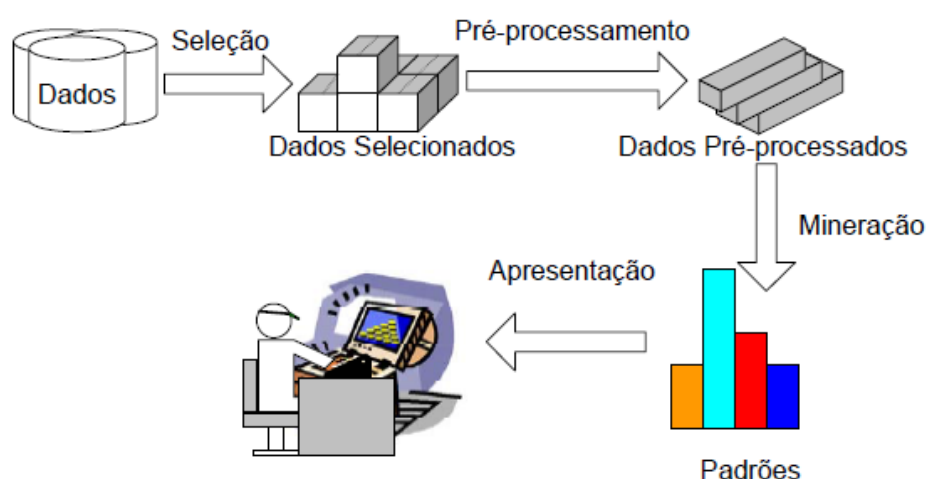 Dados
Seleção
Dados Selecionados
Pré-processamento
Dados Pré-processados
Mineração
Padrões
Apresentação